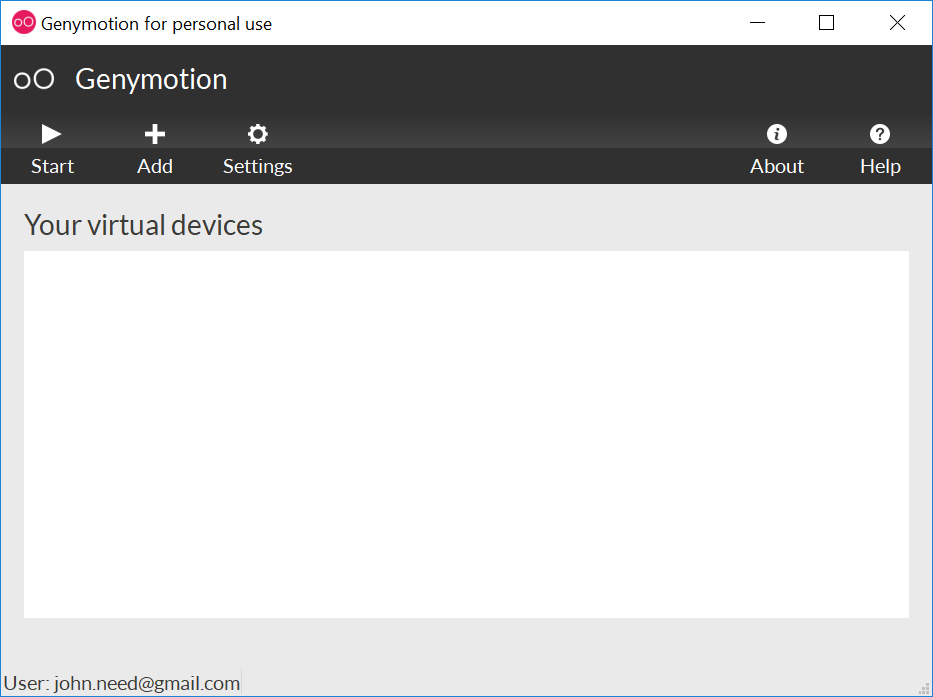 Genymotion for personal use
Genymotion
Start Add Settings About Help
Your virtual devices
User: john.need@gmail.com